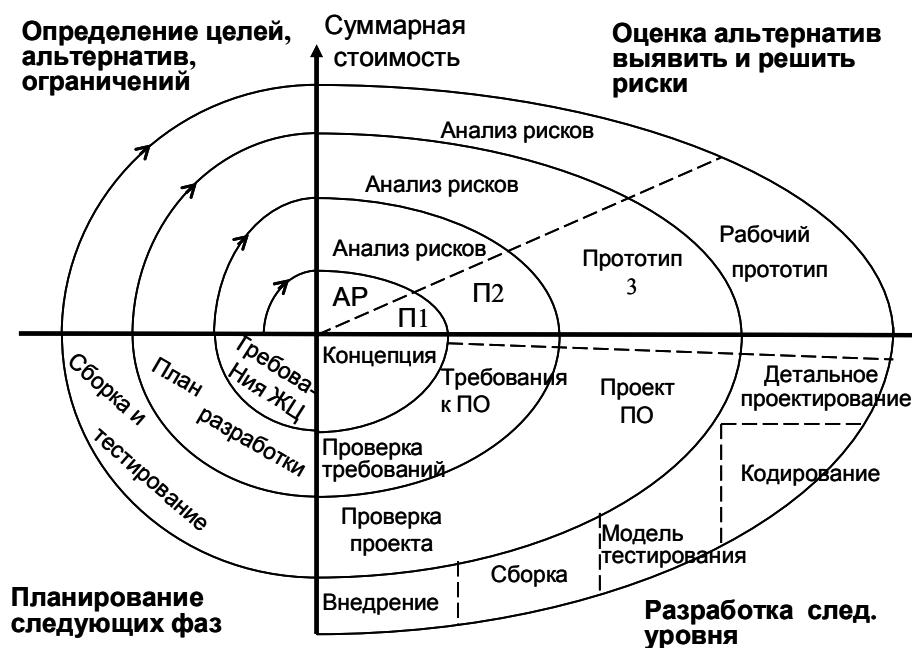 Определение целей,
альтернатив,
ограничений
Суммарная
стоимость
Оценка альтернатив
выявить и решить
риски
Анализ рисков
Анализ рисков
Анализ рисков
АР
П1
П2
Прототип
3
Рабочий
прототип
Концепция
Требова-
Ния ЖЦ
План
разработки
Сборка и
тестирование
Требования
к ПО
Проект
ПО
Детальное
проектирование
Кодирование
Проверка
требований
Проверка
проекта
Модель
тестирования
Сборка
Внедрение
Планирование
следующих фаз
Разработка след.
уровня